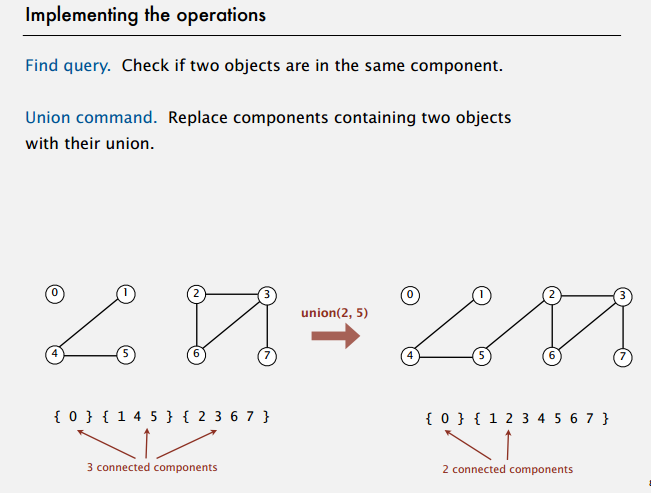 Implementing the operations
Find query. Check if two objects are in the same component.
Union command. Replace components containing two objects
with their union.
0 1 2 3
union(2, 5)
0 1 2 3
4 5 6 7
4 5 6 7
{ 0 } { 1 4 5 } { 2 3 6 7 }
{ 0 } { 1 2 3 4 5 6 7 }
3 connected components
2 connected components